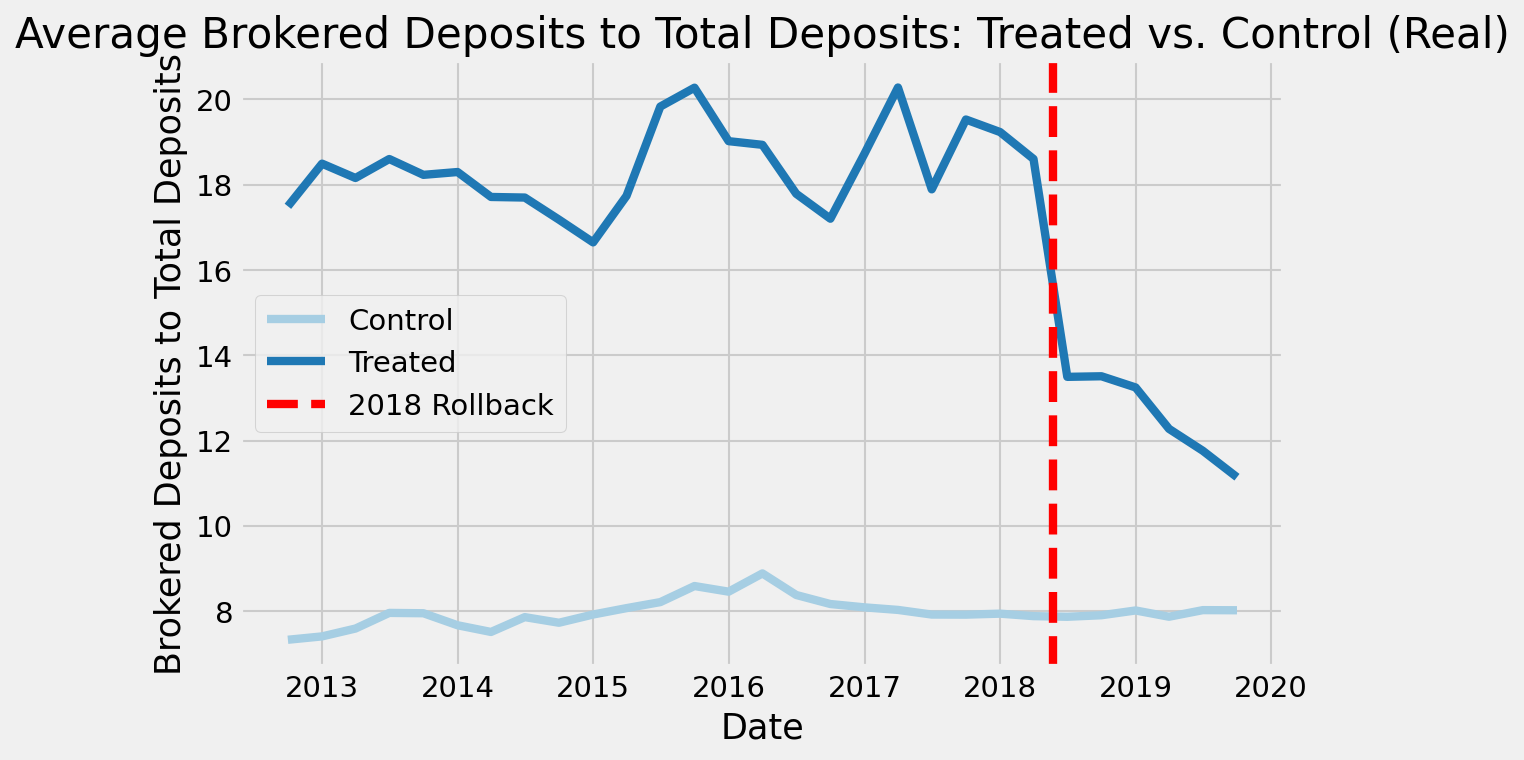 Average Brokered Deposits to Total Deposits: Treated vs. Control (Real)
Brokered Deposits to Total Deposits
20
18
16
14
12
10
8
Control
Treated
2018 Rollback
2013 2014 2015 2016 2017 2018 2019 2020
Date